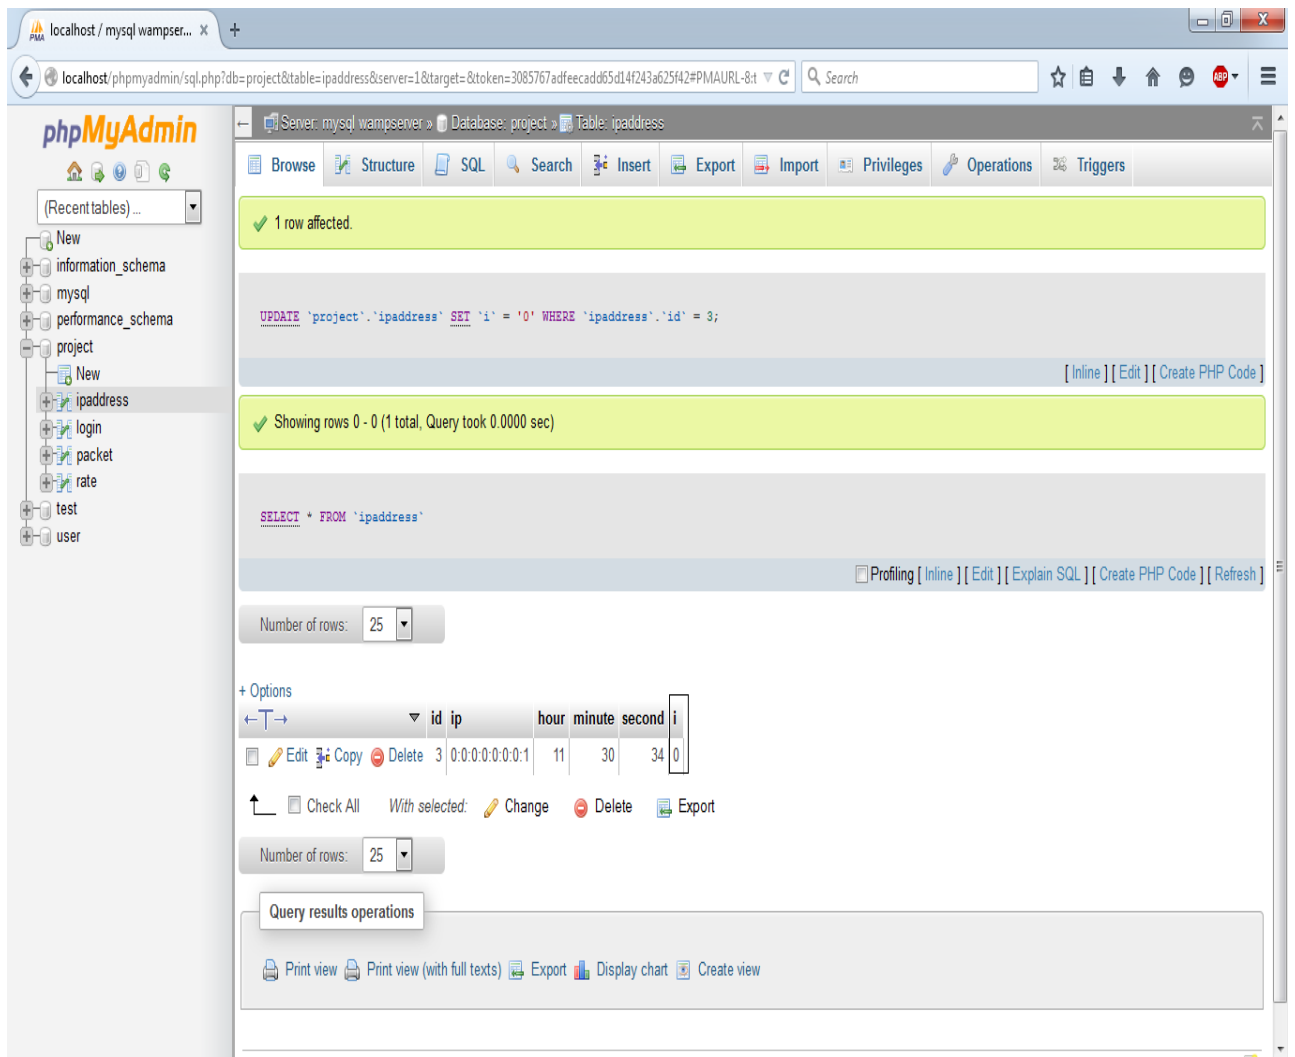 localhost / mysql wampser... × +
localhost/phpmyadmin/sql.php?db=project&table=ipaddress&server=1&target=&token=3085767adfeecadd65d14f243a625f42#PMAURL-8:t Search ABP
phpMyAdmin
(Recent tables) ...
New
information_schema
mysql
performance_schema
project
New
ipaddress
login
packet
rate
test
user
Server: mysql wampserver » Database: project » Table: ipaddress
Browse Structure SQL Search Insert Export Import Privileges Operations Triggers
1 row affected.
UPDATE `project`.`ipaddress` SET `i` = '0' WHERE `ipaddress`.`id` = 3;
[ Inline ] [ Edit ] [ Create PHP Code ]
Showing rows 0 - 0 (1 total, Query took 0.0000 sec)
SELECT * FROM `ipaddress`
Profiling [ Inline ] [ Edit ] [ Explain SQL ] [ Create PHP Code ] [ Refresh ]
Number of rows: 25
+ Options
←T→ id ip hour minute second i
Edit Copy Delete 3 0:0:0:0:0:0:0:1 11 30 34 0
Check All With selected: Change Delete Export
Number of rows: 25
Query results operations
Print view Print view (with full texts) Export Display chart Create view